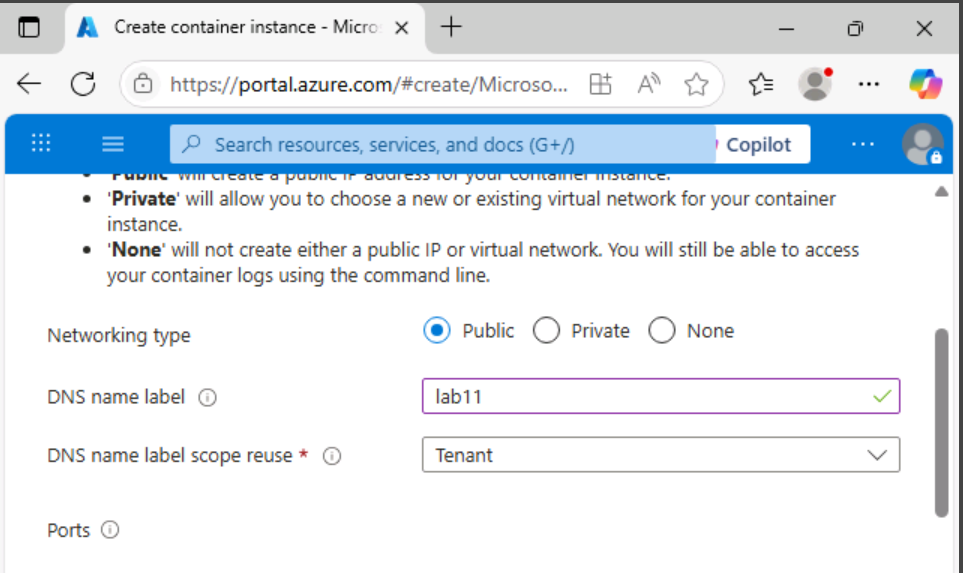 Create container instance - Micro
https://portal.azure.com/#create/Microso...
Search resources, services, and docs (G+/)
Copilot
'Public' will create a public IP address for your container instance.
'Private' will allow you to choose a new or existing virtual network for your container
instance.
'None' will not create either a public IP or virtual network. You will still be able to access
your container logs using the command line.
Networking type
Public
Private
None
DNS name label
lab11
DNS name label scope reuse *
Tenant
Ports